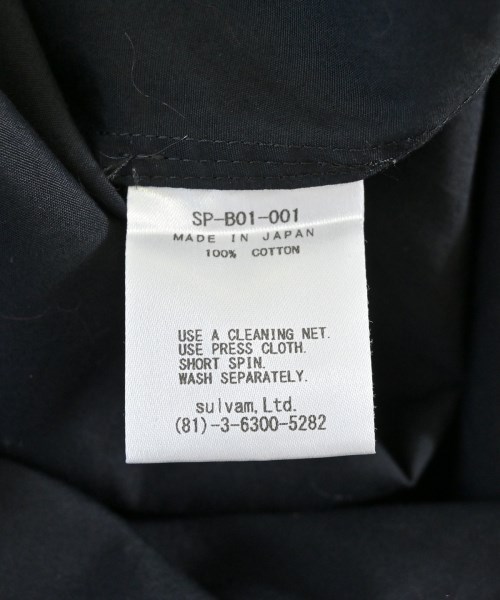 SP-B01-001
MADE IN JAPAN
100% COTTON
USE A CLEANING NET.
USE PRESS CLOTH.
SHORT SPIN.
WASH SEPARATELY.
sulvam,Ltd.
(81)-3-6300-5282